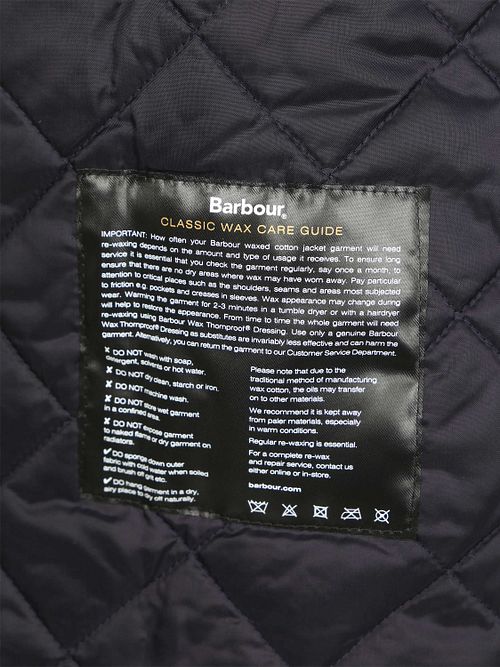 Barbour®
CLASSIC WAX CARE GUIDE
IMPORTANT: How often your Barbour waxed cotton jacket garment will need
re-waxing depends on the amount and type of usage it receives. To ensure long
service it is essential that you check the garment regularly, say once a month, to
ensure that there are no dry areas where wax may have worn away. Pay particular
attention to critical places such as the shoulders, seams and areas most subjected
to friction e.g. pockets and creases in sleeves. Wax appearance may change during
wear. Warming the garment for 2-3 minutes in a tumble dryer or with a hairdryer
will help to restore the appearance. From time to time the whole garment will need
re-waxing using Barbour Wax Thornproof® Dressing. Use only a genuine Barbour
Wax Thornproof® Dressing as substitutes are invariably less effective and can harm the
garment. Alternatively, you can return the garment to our Customer Service Department.
✘ DO NOT wash with soap,
detergent, solvents or hot water.
✘ DO NOT dry clean, starch or iron.
✘ DO NOT machine wash.
✘ DO NOT store wet garment
in a confined area.
✘ DO NOT expose garment
to naked flame or dry garment on
radiators.
✔ DO sponge down outer
fabric with cold water when soiled
and brush off grit etc.
✔ DO hang garment in a dry,
airy place to dry off naturally.
Please note that due to the
traditional method of manufacturing
wax cotton, the oils may transfer
on to other materials.
We recommend it is kept away
from paler materials, especially
in warm conditions.
Regular re-waxing is essential.
For a complete re-wax
and repair service, contact us
either online or in-store.
barbour.com